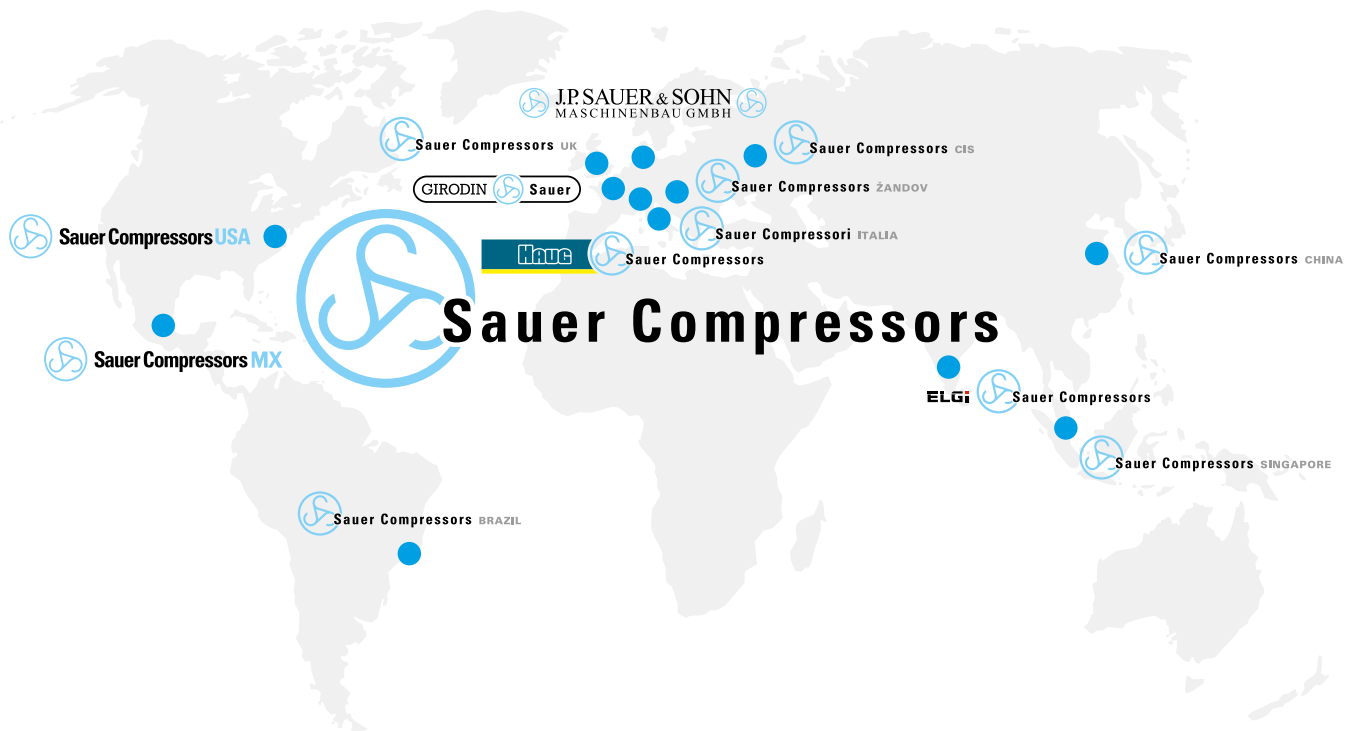 J.P. SAUER & SOHN
MASCHINENBAU GMBH
Sauer Compressors UK
Sauer Compressors CIS
GIRODIN Sauer
Sauer Compressors ŽANDOV
Sauer Compressors USA
Sauer Compressori ITALIA
HAUG Sauer Compressors
Sauer Compressors CHINA
Sauer Compressors
Sauer Compressors MX
ELGi Sauer Compressors
Sauer Compressors SINGAPORE
Sauer Compressors BRAZIL